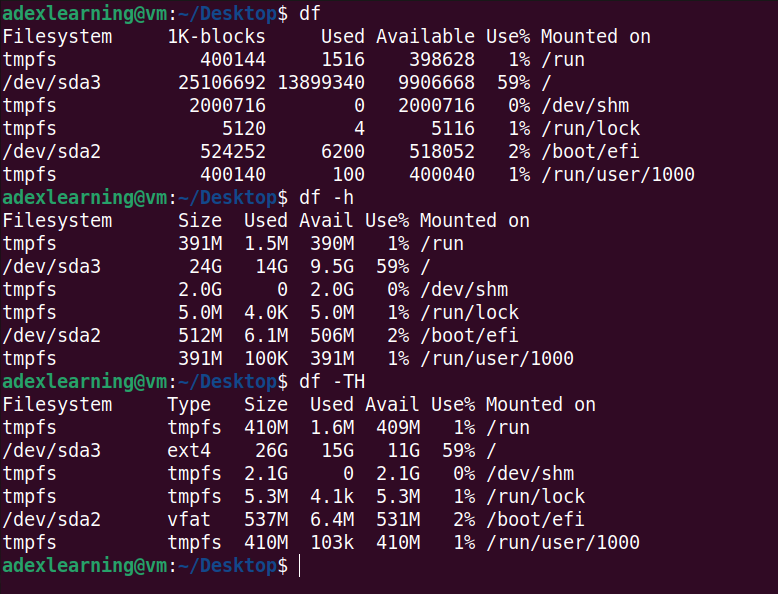 adexlearning@vm:~/Desktop$ df
Filesystem     1K-blocks     Used Available Use% Mounted on
tmpfs             400144     1516    398628   1% /run
/dev/sda3       25106692 13899340   9906668  59% /
tmpfs            2000716        0   2000716   0% /dev/shm
tmpfs               5120        4      5116   1% /run/lock
/dev/sda2         524252     6200    518052   2% /boot/efi
tmpfs             400140      100    400040   1% /run/user/1000
adexlearning@vm:~/Desktop$ df -h
Filesystem      Size  Used Avail Use% Mounted on
tmpfs           391M  1.5M  390M   1% /run
/dev/sda3        24G   14G  9.5G  59% /
tmpfs           2.0G     0  2.0G   0% /dev/shm
tmpfs           5.0M  4.0K  5.0M   1% /run/lock
/dev/sda2       512M  6.1M  506M   2% /boot/efi
tmpfs           391M  100K  391M   1% /run/user/1000
adexlearning@vm:~/Desktop$ df -TH
Filesystem     Type   Size  Used Avail Use% Mounted on
tmpfs          tmpfs  410M  1.6M  409M   1% /run
/dev/sda3      ext4    26G   15G   11G  59% /
tmpfs          tmpfs  2.1G     0  2.1G   0% /dev/shm
tmpfs          tmpfs  5.3M  4.1k  5.3M   1% /run/lock
/dev/sda2      vfat   537M  6.4M  531M   2% /boot/efi
tmpfs          tmpfs  410M  103k  410M   1% /run/user/1000
adexlearning@vm:~/Desktop$